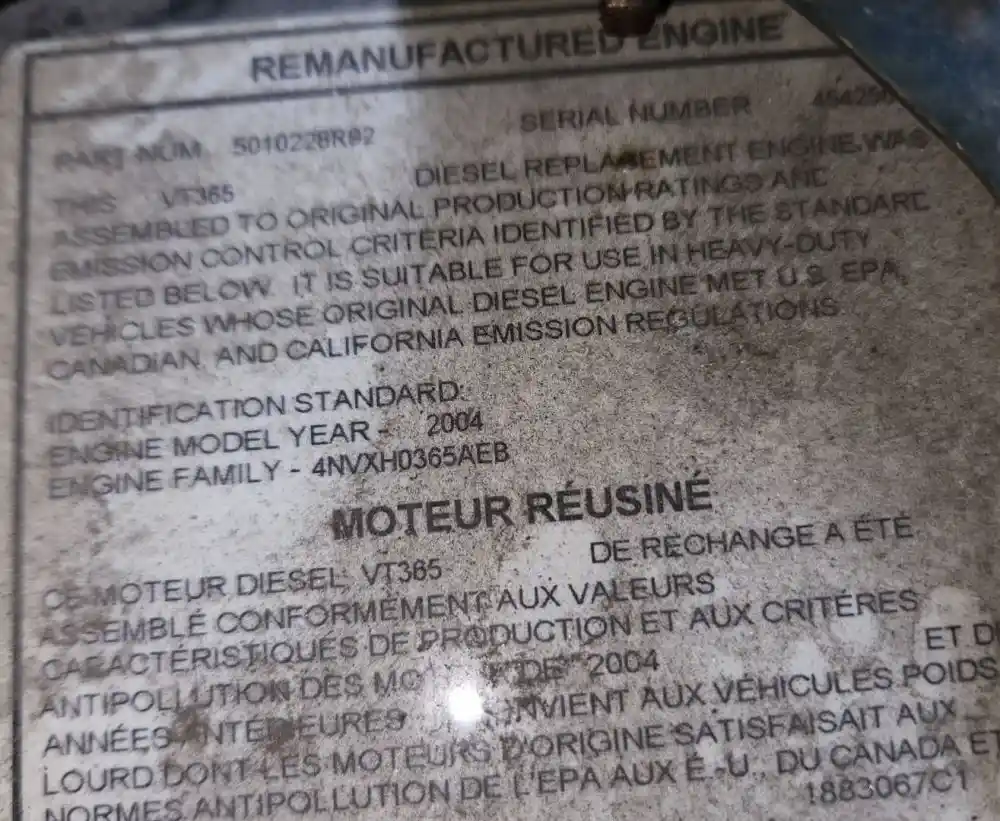 REMANUFACTURED ENGINE
PART NUM 5010228R92 SERIAL NUMBER
THIS VT365 DIESEL REPLACEMENT ENGINE WAS
ASSEMBLED TO ORIGINAL PRODUCTION RATINGS AND
EMISSION CONTROL CRITERIA IDENTIFIED BY THE STANDARD
LISTED BELOW. IT IS SUITABLE FOR USE IN HEAVY-DUTY
VEHICLES WHOSE ORIGINAL DIESEL ENGINE MET U.S. EPA,
CANADIAN, AND CALIFORNIA EMISSION REGULATIONS.
IDENTIFICATION STANDARD:
ENGINE MODEL YEAR - 2004
ENGINE FAMILY - 4NVXH0365AEB
MOTEUR RÉUSINÉ
CE MOTEUR DIESEL VT365 DE RECHANGE A ÉTÉ
ASSEMBLÉ CONFORMÉMENT AUX VALEURS
CARACTÉRISTIQUES DE PRODUCTION ET AUX CRITÈRES
ANTIPOLLUTION DES DE 2004 ET
ANNÉES ANTÉRIEURES AUX VÉHICULES POIDS
LOURD DONT LES MOTEURS D'ORIGINE SATISFAISAIT AUX
NORMES ANTIPOLLUTION DE L'EPA AUX É.-U., DU CANADA ET
1883067C1